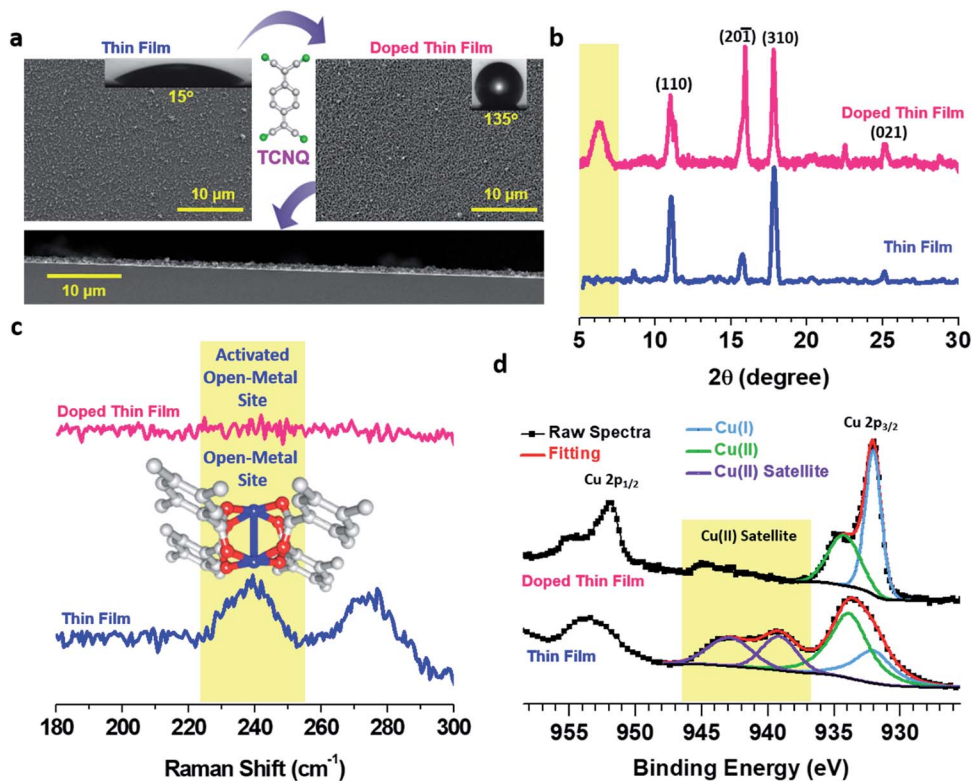 a
Thin Film
Doped Thin Film
15°
135°
TCNQ
10 µm
10 µm
10 µm
b
(110)
(201̅)
(310)
Doped Thin Film
(021)
Thin Film
5 10 15 20 25 30
2θ (degree)
c
Activated
Open-Metal
Site
Doped Thin Film
Open-Metal
Site
Thin Film
180 200 220 240 260 280 300
Raman Shift (cm⁻¹)
d
Raw Spectra
Fitting
Cu(I)
Cu(II)
Cu(II) Satellite
Cu 2p₃/₂
Cu 2p₁/₂
Cu(II) Satellite
Doped Thin Film
Thin Film
955 950 945 940 935 930
Binding Energy (eV)